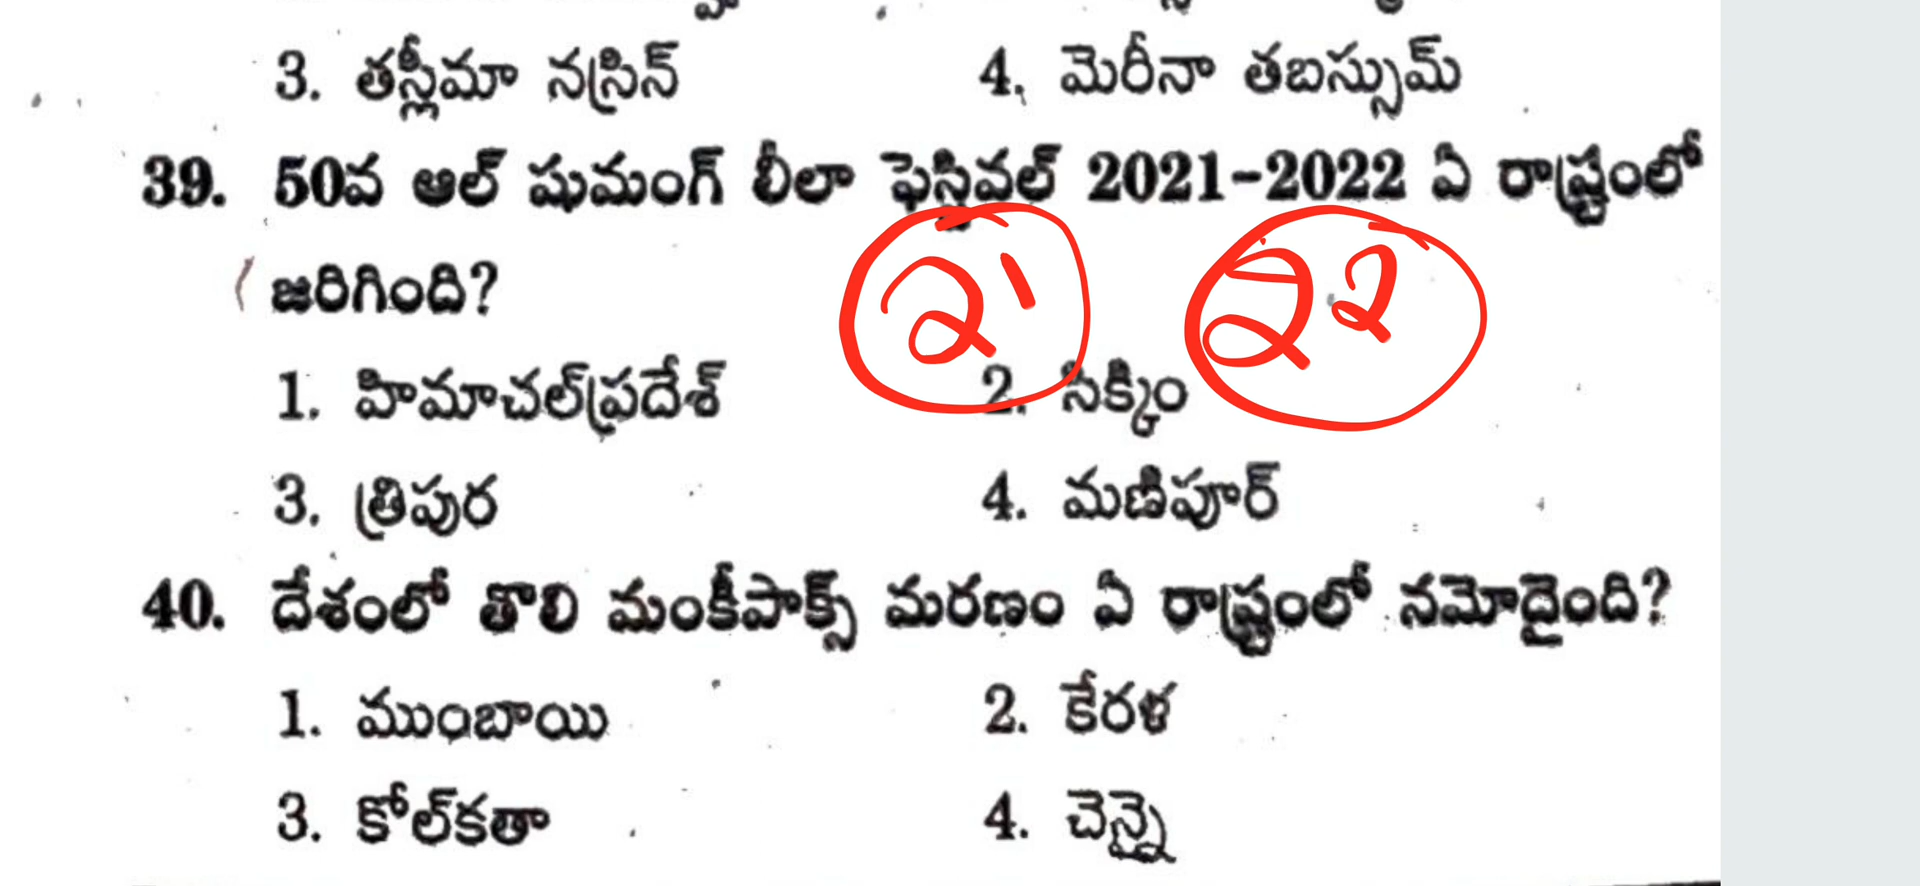 3. తస్లీమా నస్రిన్ 4. మెరీనా తబస్సుమ్
39. 50వ ఆల్ షుమంగ్ లీలా ఫెస్టివల్ 2021-2022 ఏ రాష్ట్రంలో
జరిగింది?
21 22
1. హిమాచల్‌ప్రదేశ్ 2. సిక్కిం
3. త్రిపుర 4. మణిపూర్
40. దేశంలో తొలి మంకీపాక్స్ మరణం ఏ రాష్ట్రంలో నమోదైంది?
1. ముంబాయి 2. కేరళ
3. కోల్‌కతా 4. చెన్నై